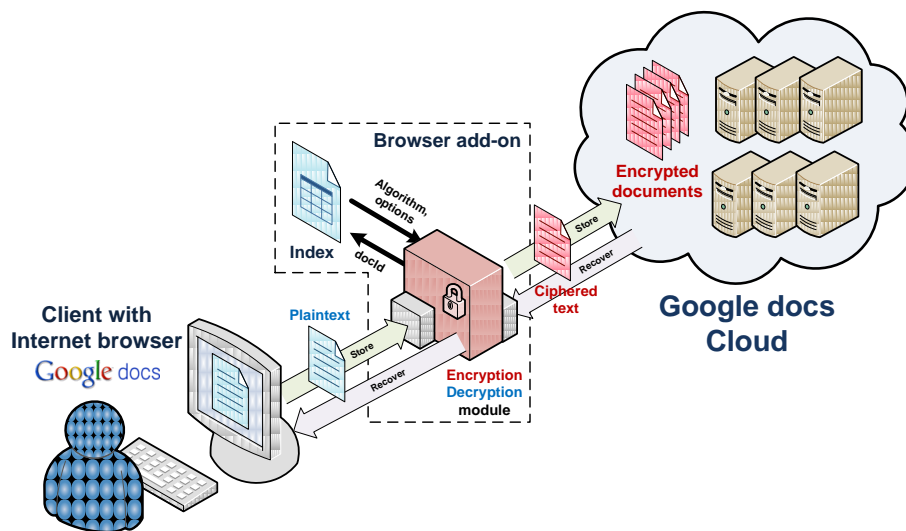 Browser add-on
Algorithm,
options
docId
Index
Encrypted
documents
Store
Recover
Ciphered
text
Google docs
Cloud
Client with
Internet browser
Google docs
Plaintext
Store
Recover
Encryption
Decryption
module